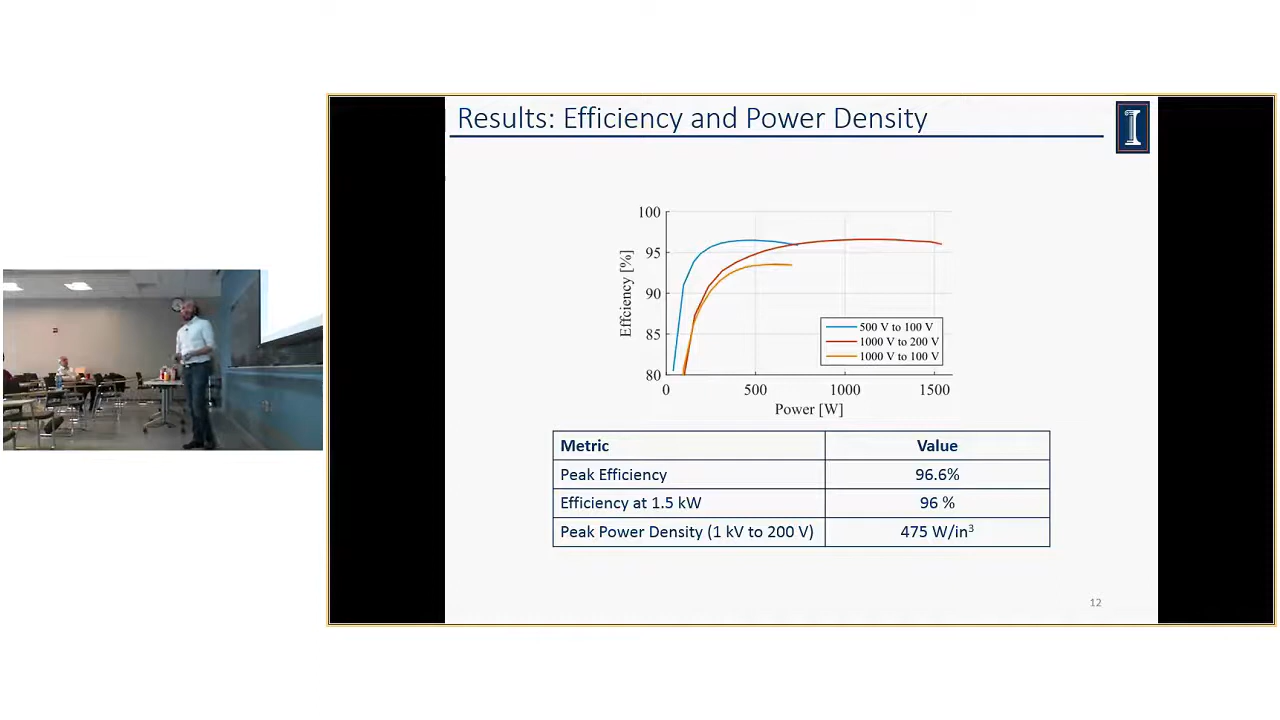 Results: Efficiency and Power Density
100
95
90
85
80
Effciency [%]
0 500 1000 1500
Power [W]
500 V to 100 V
1000 V to 200 V
1000 V to 100 V
Metric Value
Peak Efficiency 96.6%
Efficiency at 1.5 kW 96 %
Peak Power Density (1 kV to 200 V) 475 W/in³
12